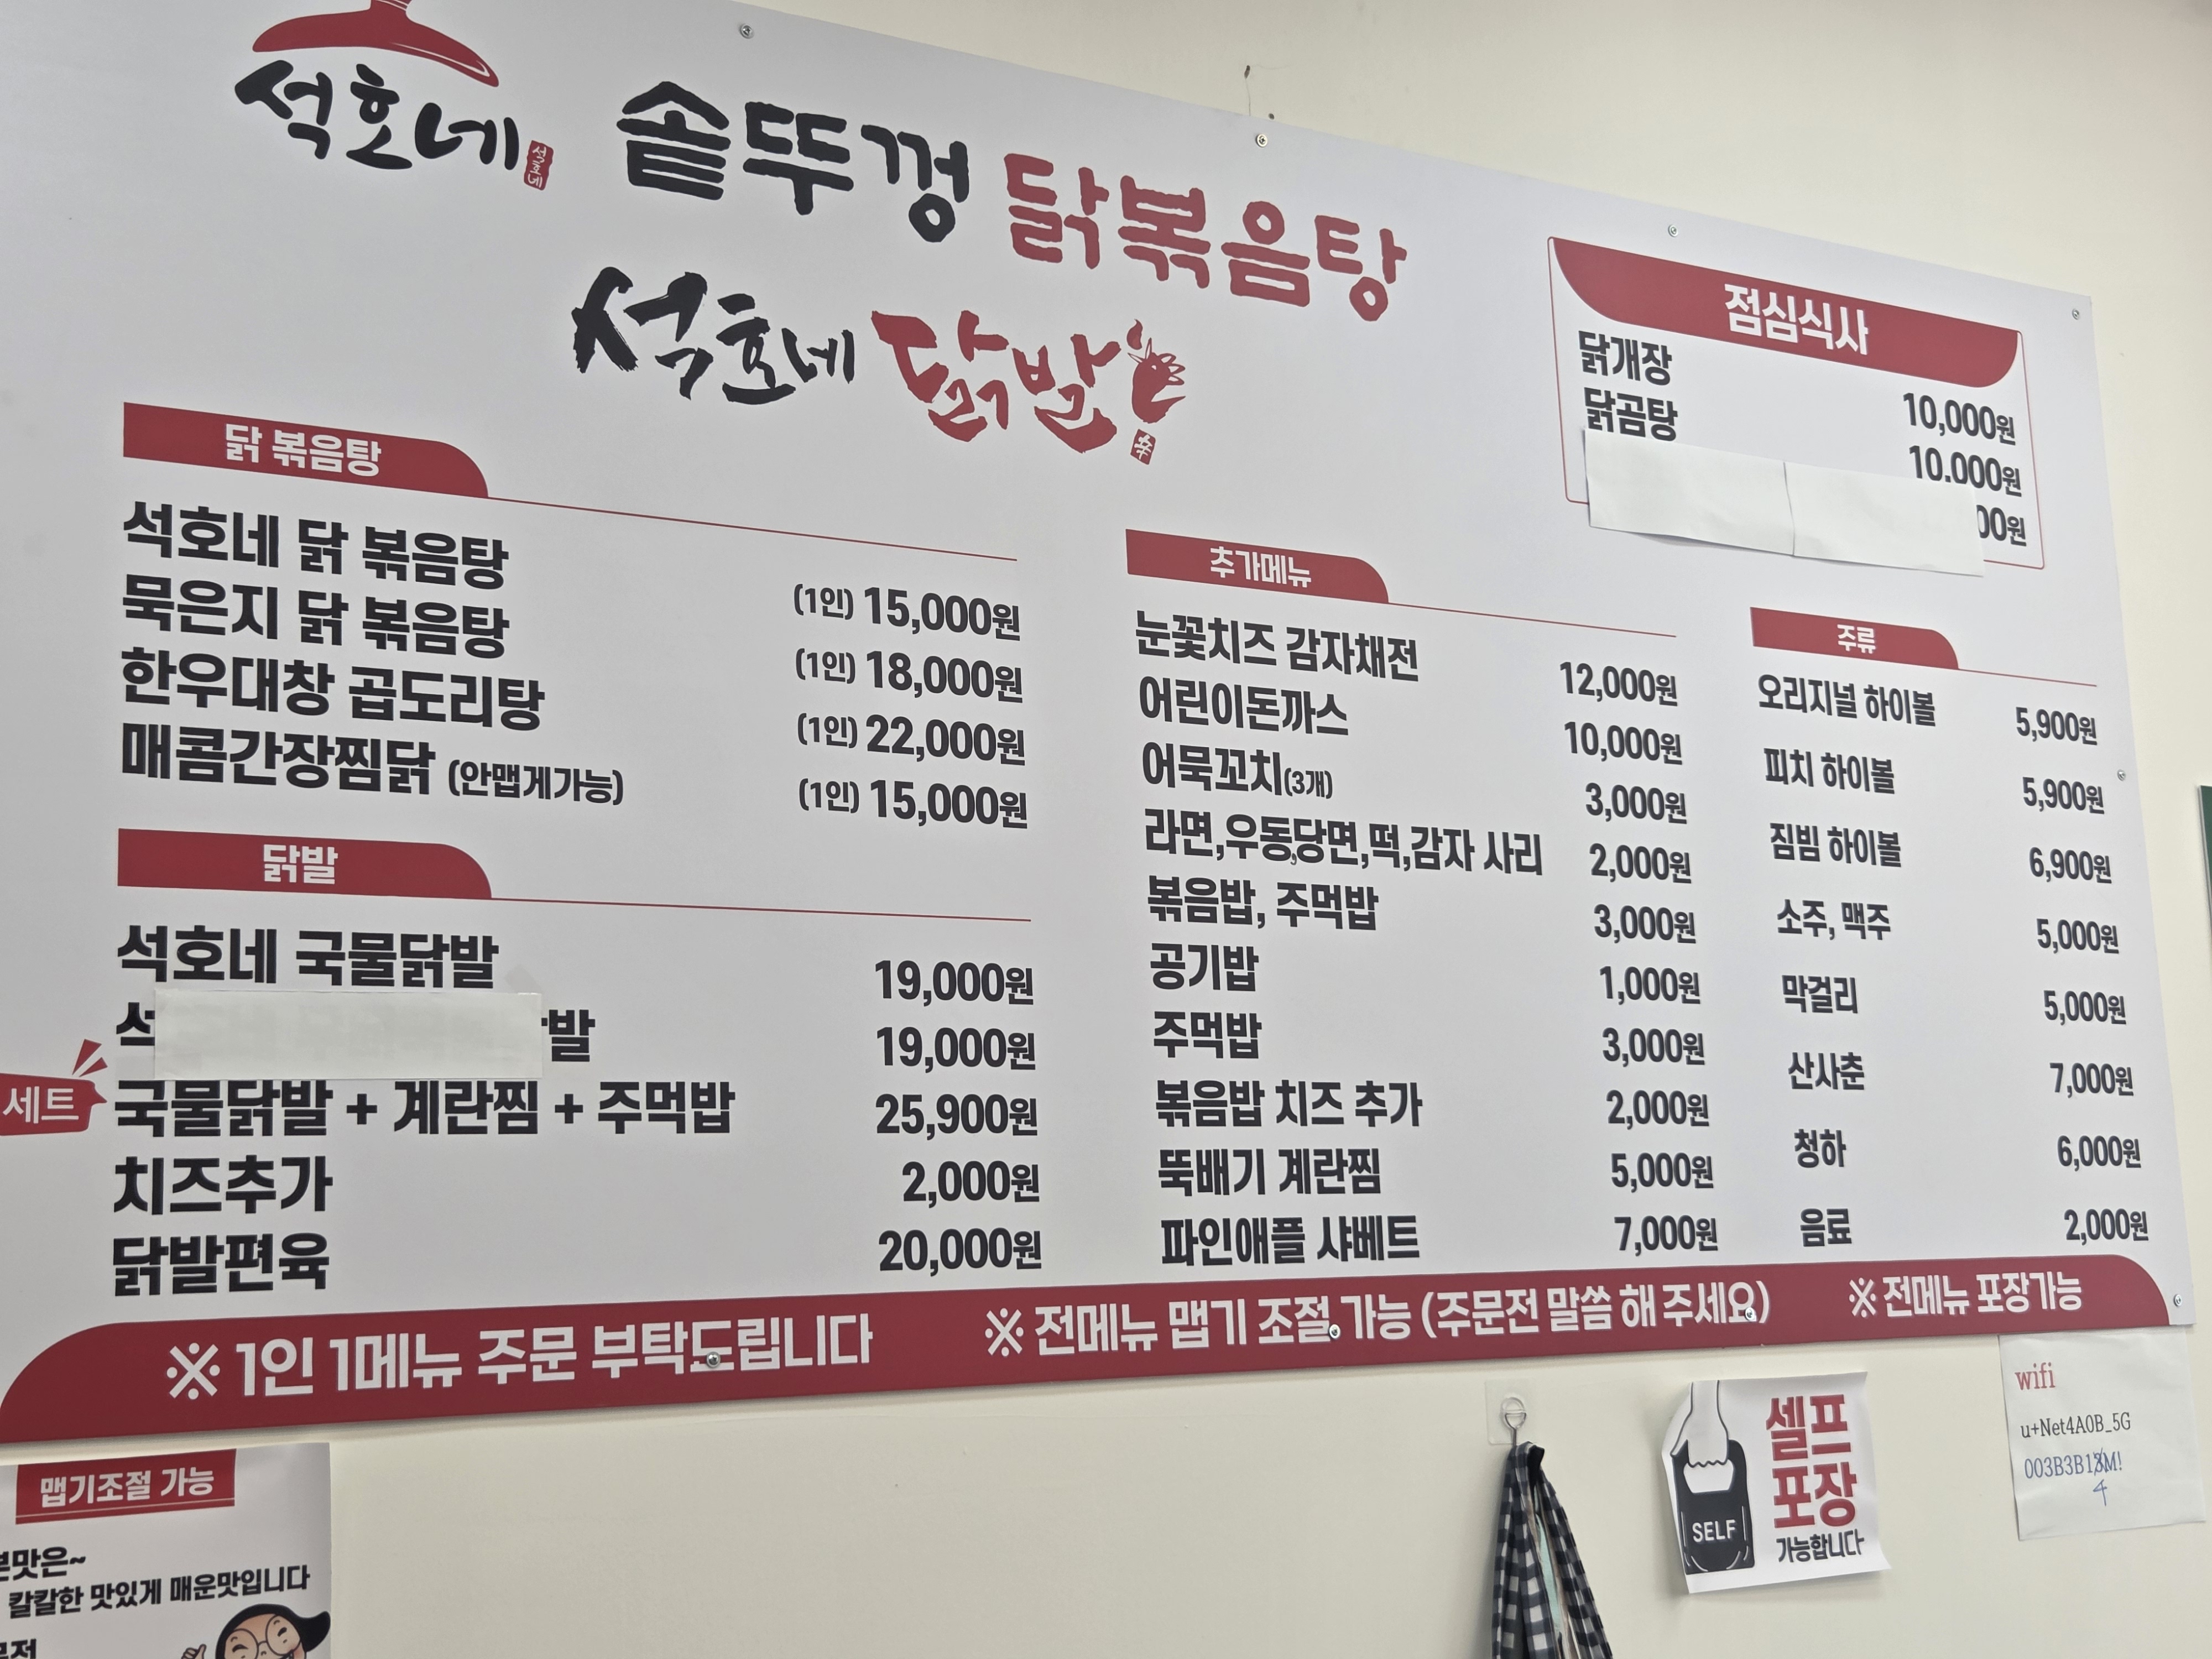 석호네
석호네
솥뚜껑 닭볶음탕
석호네 닭발
점심식사
닭개장 10,000원
닭곰탕 10.000원
00원
닭 볶음탕
석호네 닭 볶음탕 (1인) 15,000원
묵은지 닭 볶음탕 (1인) 18,000원
한우대창 곱도리탕 (1인) 22,000원
매콤간장찜닭 (안맵게가능) (1인) 15,000원
닭발
석호네 국물닭발 19,000원
석 발 19,000원
세트 국물닭발 + 계란찜 + 주먹밥 25,900원
치즈추가 2,000원
닭발편육 20,000원
추가메뉴
눈꽃치즈 감자채전 12,000원
어린이돈까스 10,000원
어묵꼬치(3개) 3,000원
라면,우동,당면,떡,감자 사리 2,000원
볶음밥, 주먹밥 3,000원
공기밥 1,000원
주먹밥 3,000원
볶음밥 치즈 추가 2,000원
뚝배기 계란찜 5,000원
파인애플 샤베트 7,000원
주류
오리지널 하이볼 5,900원
피치 하이볼 5,900원
짐빔 하이볼 6,900원
소주, 맥주 5,000원
막걸리 5,000원
산사춘 7,000원
청하 6,000원
음료 2,000원
※ 1인 1메뉴 주문 부탁드립니다 ※ 전메뉴 맵기 조절 가능 (주문전 말씀 해 주세요) ※ 전메뉴 포장가능
맵기조절 가능
맛은~
칼칼한 맛있게 매운맛입니다
SELF
셀프
포장
가능합니다
wifi
u+Net4A0B_5G
003B3B1M!
4